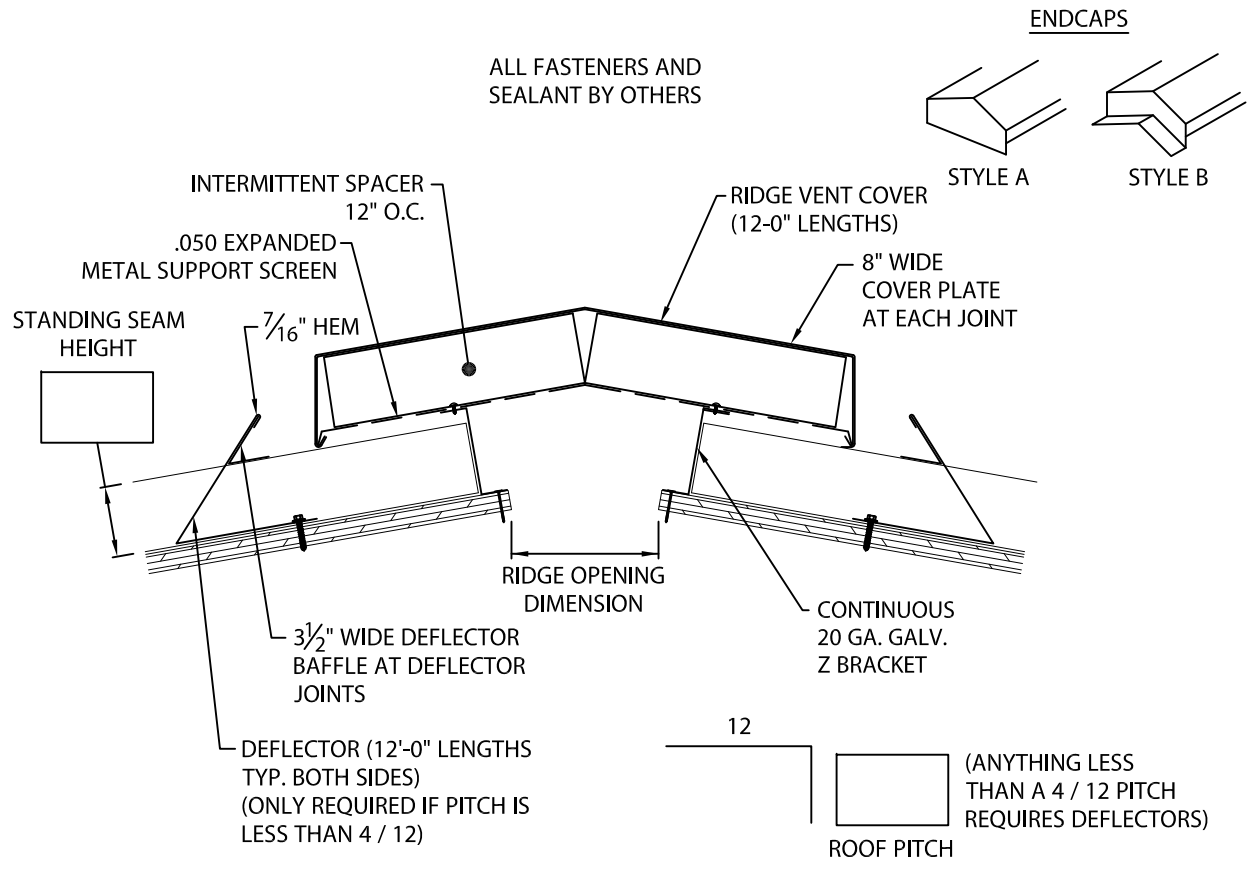 ENDCAPS
ALL FASTENERS AND
SEALANT BY OTHERS
STYLE A
STYLE B
INTERMITTENT SPACER
12" O.C.
RIDGE VENT COVER
(12-0" LENGTHS)
.050 EXPANDED
METAL SUPPORT SCREEN
8" WIDE
COVER PLATE
AT EACH JOINT
STANDING SEAM
HEIGHT
7/16" HEM
RIDGE OPENING
DIMENSION
CONTINUOUS
20 GA. GALV.
Z BRACKET
3 1/2" WIDE DEFLECTOR
BAFFLE AT DEFLECTOR
JOINTS
DEFLECTOR (12'-0" LENGTHS
TYP. BOTH SIDES)
(ONLY REQUIRED IF PITCH IS
LESS THAN 4 / 12)
12
(ANYTHING LESS
THAN A 4 / 12 PITCH
REQUIRES DEFLECTORS)
ROOF PITCH